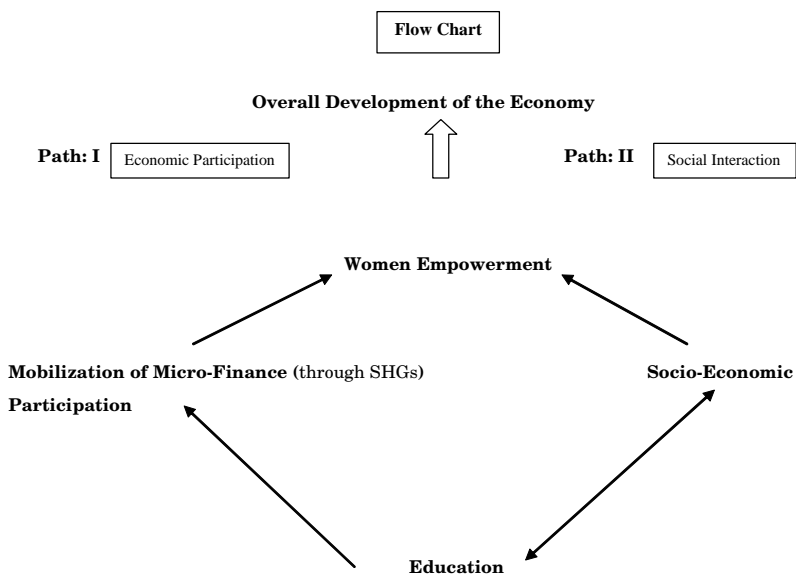 Flow Chart
Overall Development of the Economy
Path: I Economic Participation Path: II Social Interaction
Women Empowerment
Mobilization of Micro-Finance (through SHGs) Socio-Economic
Participation
Education